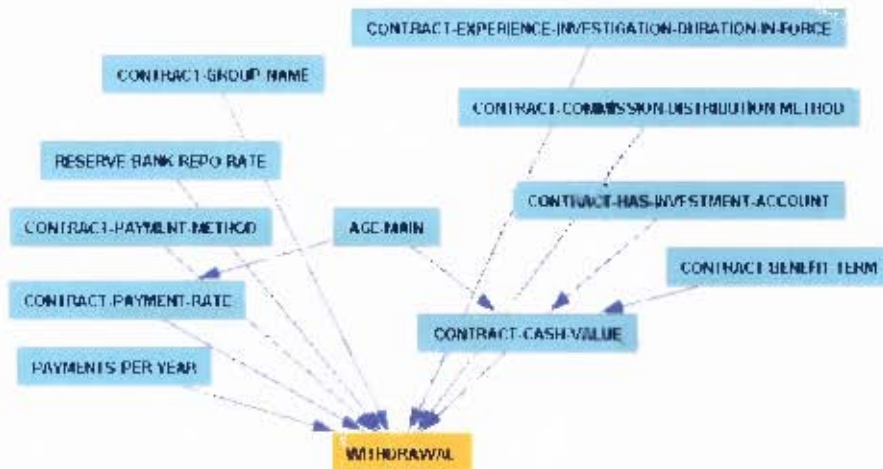 CONTRACT-EXPERIENCE-INVESTIGATION-DURATION-IN-FORCE
CONTRACT-GROUP NAME
CONTRACT-COMMISSION-DISTRIBUTION METHOD
RESERVE BANK REPO RATE
CONTRACT-HAS-INVESTMENT-ACCOUNT
CONTRACT-PAYMENT-METHOD
AGE-MAIN
CONTRACT-BENEFIT TERM
CONTRACT-PAYMENT-RATE
CONTRACT-CASH-VALUE
PAYMENTS PER YEAR
WITHDRAWAL